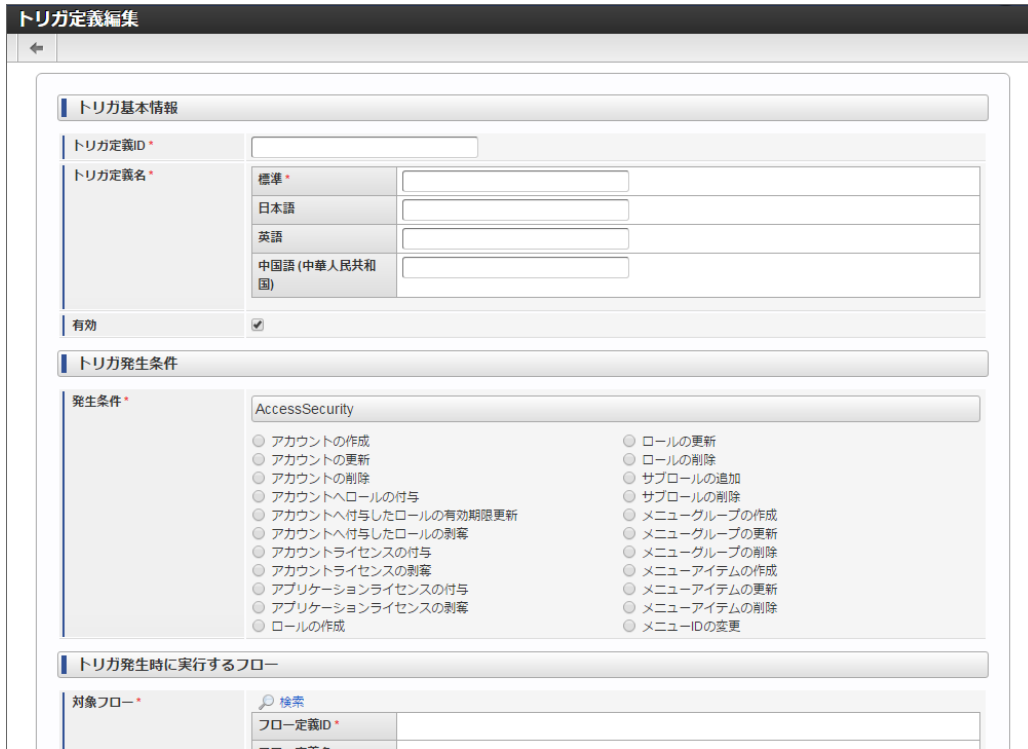 トリガ定義編集
トリガ基本情報
トリガ定義ID *
トリガ定義名 *
標準 *
日本語
英語
中国語 (中華人民共和
国)
有効
トリガ発生条件
発生条件 *
AccessSecurity
アカウントの作成
アカウントの更新
アカウントの削除
アカウントへロールの付与
アカウントへ付与したロールの有効期限更新
アカウントへ付与したロールの剥奪
アカウントライセンスの付与
アカウントライセンスの剥奪
アプリケーションライセンスの付与
アプリケーションライセンスの剥奪
ロールの作成
ロールの更新
ロールの削除
サブロールの追加
サブロールの削除
メニューグループの作成
メニューグループの更新
メニューグループの削除
メニューアイテムの作成
メニューアイテムの更新
メニューアイテムの削除
メニューIDの変更
トリガ発生時に実行するフロー
対象フロー *
検索
フロー定義ID *